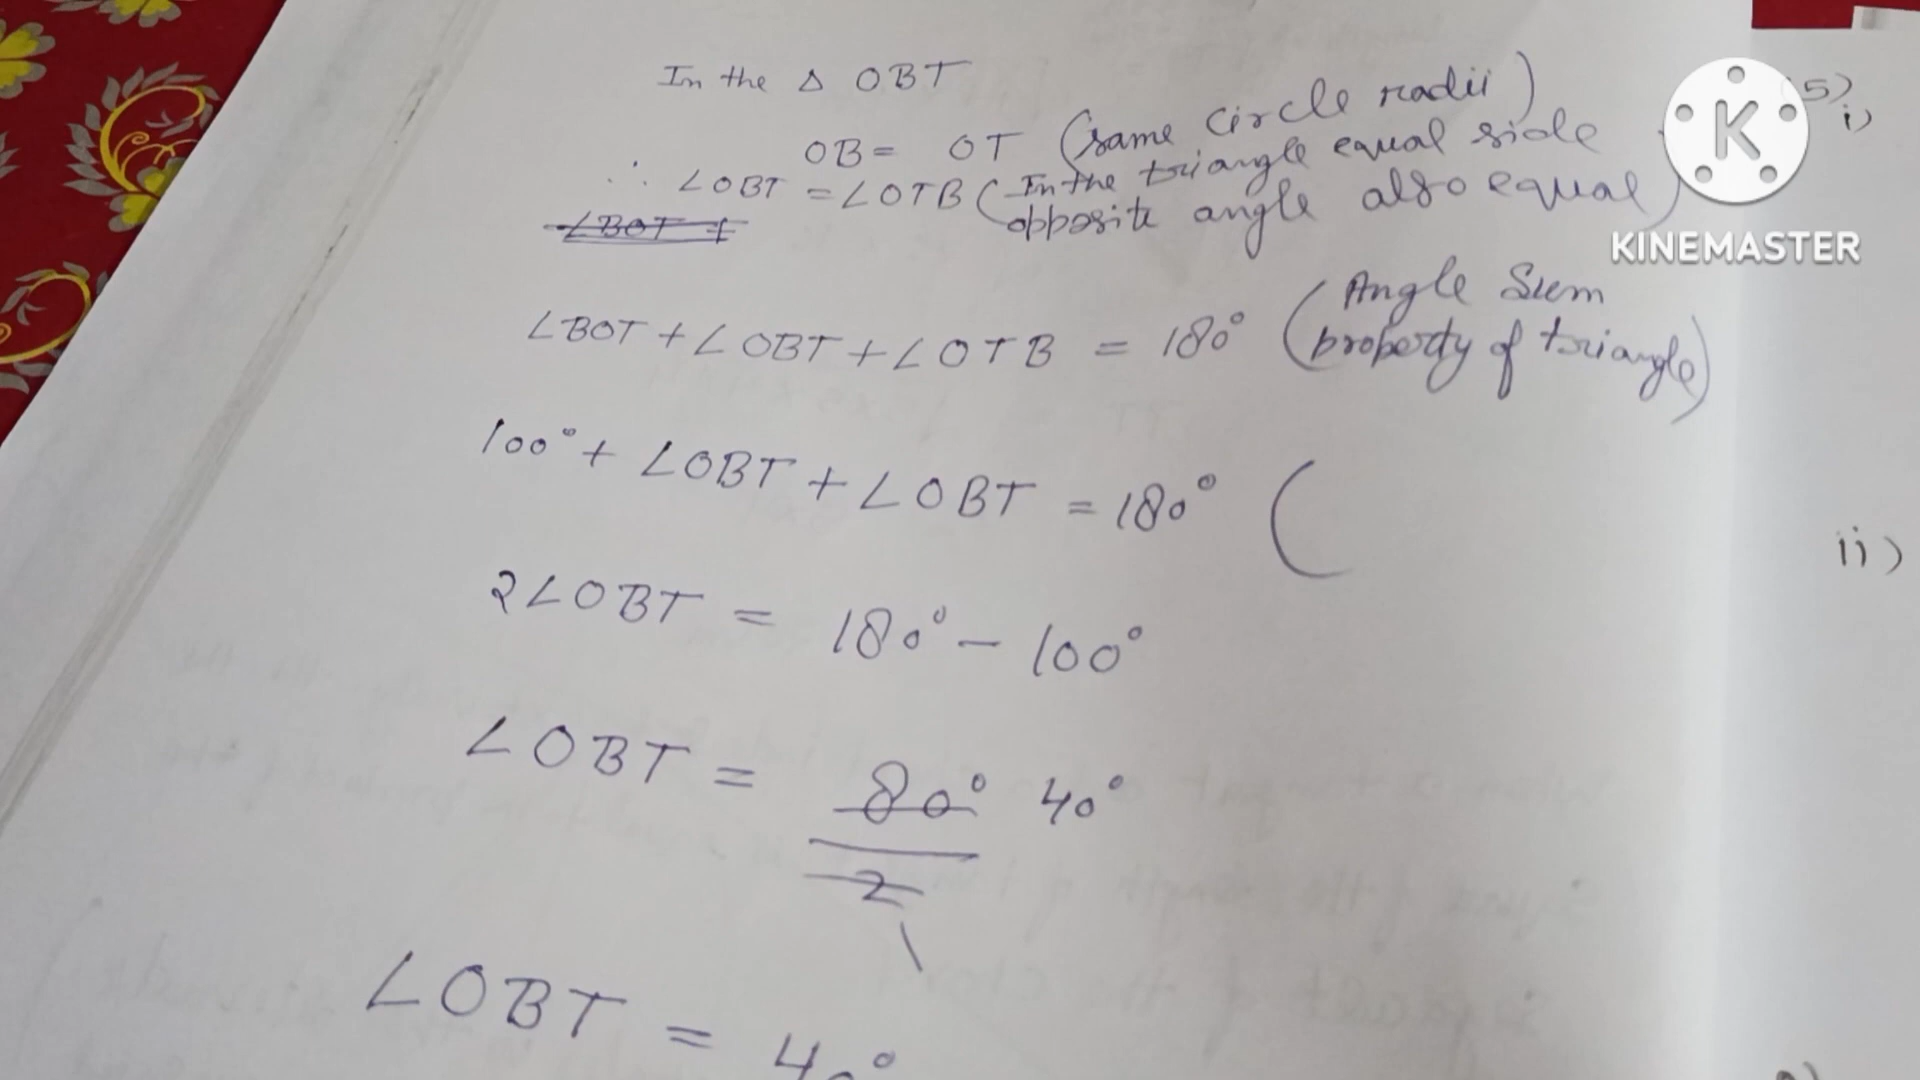 In the Δ OBT
OB = OT (same circle radii)
∴ ∠OBT = ∠OTB (In the triangle equal side
opposite angle also equal)
∠BOT +
∠BOT + ∠OBT + ∠OTB = 180° (Angle Sum
property of triangle)
100° + ∠OBT + ∠OBT = 180° (
2∠OBT = 180° - 100°
∠OBT = 80° 40°
2
1
∠OBT = 40°
5)
i)
ii)
K
KINEMASTER